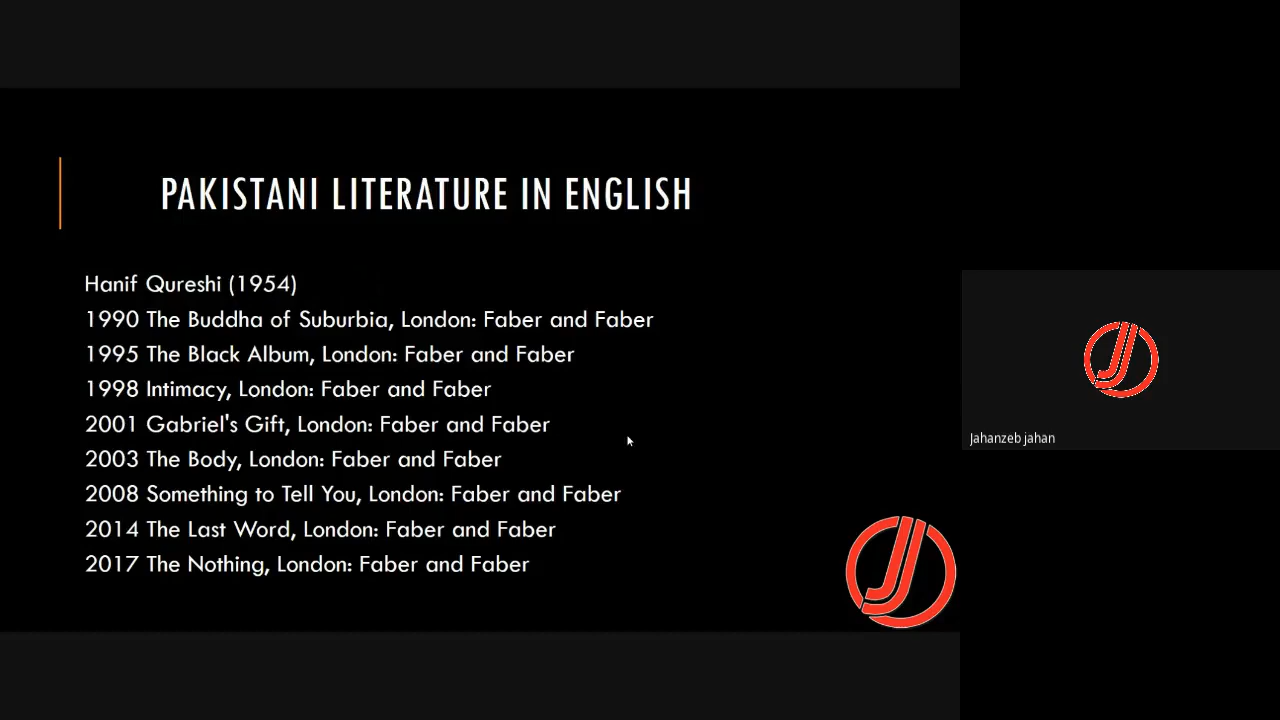 PAKISTANI LITERATURE IN ENGLISH
Hanif Qureshi (1954)
1990 The Buddha of Suburbia, London: Faber and Faber
1995 The Black Album, London: Faber and Faber
1998 Intimacy, London: Faber and Faber
2001 Gabriel's Gift, London: Faber and Faber
2003 The Body, London: Faber and Faber
2008 Something to Tell You, London: Faber and Faber
2014 The Last Word, London: Faber and Faber
2017 The Nothing, London: Faber and Faber
Jahanzeb jahan